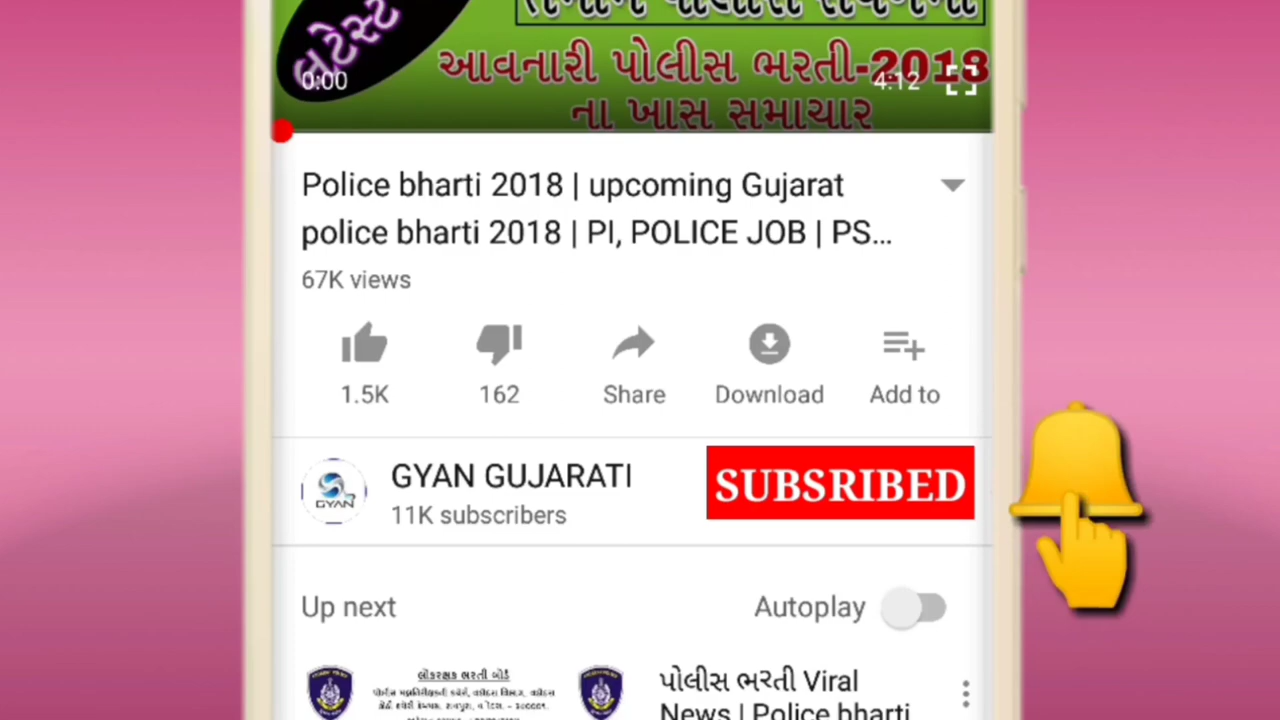 લેટેસ્ટ
આવનારી પોલીસ ભરતી-2018
0:00
4:12
ના ખાસ સમાચાર
Police bharti 2018 | upcoming Gujarat
police bharti 2018 | PI, POLICE JOB | PS...
67K views
1.5K 162 Share Download Add to
GYAN
GYAN GUJARATI
SUBSRIBED
11K subscribers
Up next Autoplay
લોકરક્ષક ભરતી બોર્ડ
પોલીસ ભરતી Viral
News | Police bharti